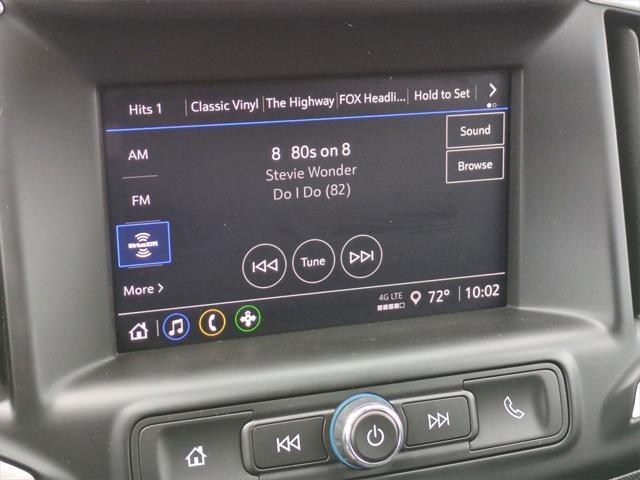 Hits 1 Classic Vinyl The Highway FOX Headli... Hold to Set
Sound
AM
8 80s on 8
Browse
Stevie Wonder
FM
Do I Do (82)
SiriusXM
Tune
More >
4G LTE 72° 10:02